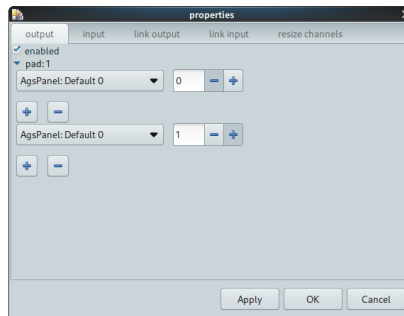 properties
output input link output link input resize channels
enabled
pad: 1
AgsPanel: Default 0 0
AgsPanel: Default 0 1
Apply OK Cancel